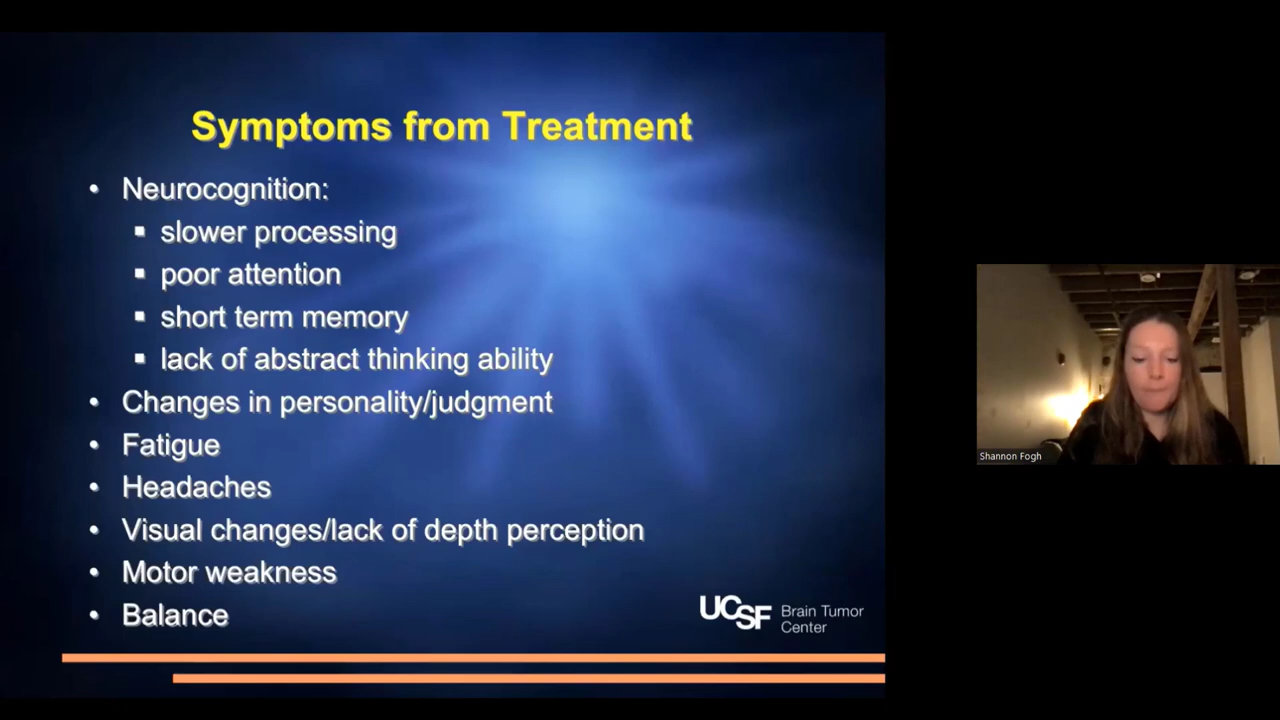 Symptoms from Treatment
• Neurocognition:
▪ slower processing
▪ poor attention
▪ short term memory
▪ lack of abstract thinking ability
• Changes in personality/judgment
• Fatigue
• Headaches
• Visual changes/lack of depth perception
• Motor weakness
• Balance
UCSF Brain Tumor
Center
Shannon Fogh